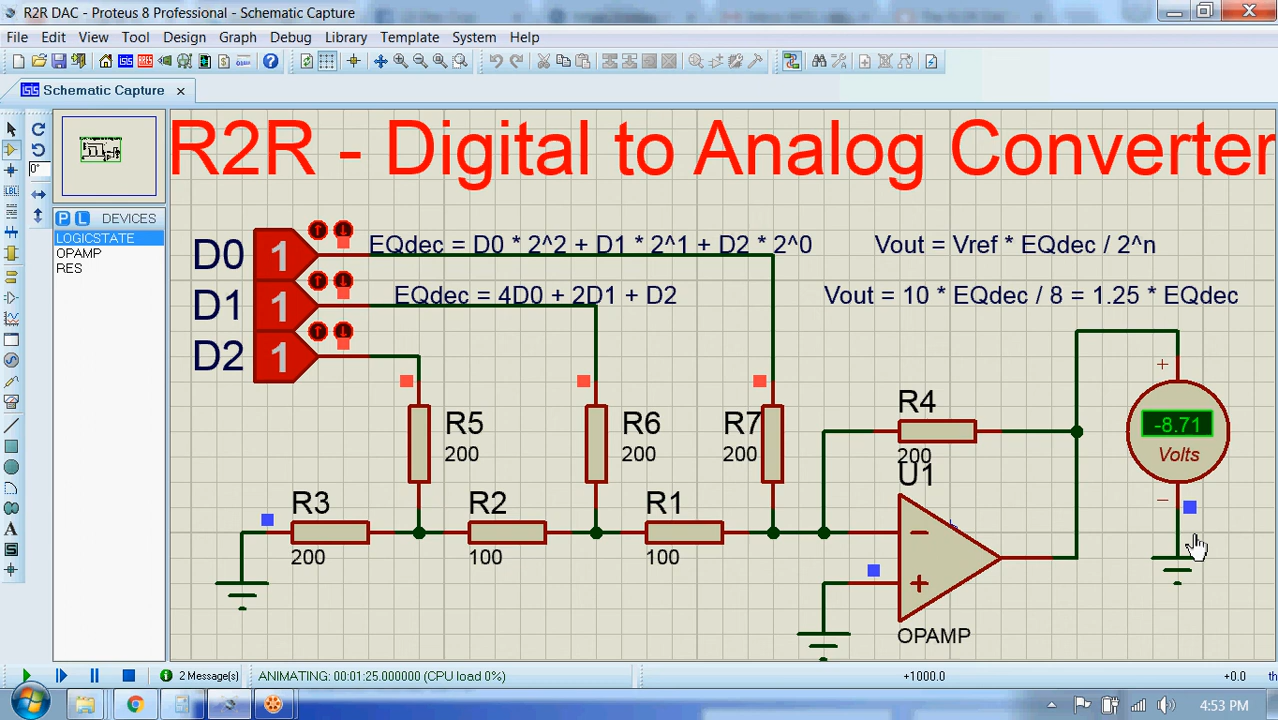 R2R DAC - Proteus 8 Professional - Schematic Capture
File Edit View Tool Design Graph Debug Library Template System Help
Schematic Capture
R2R - Digital to Analog Converter
0°
LBL
P L DEVICES
LOGICSTATE
OPAMP
RES
EQdec = D0 * 2^2 + D1 * 2^1 + D2 * 2^0
Vout = Vref * EQdec / 2^n
D0 1
EQdec = 4D0 + 2D1 + D2
Vout = 10 * EQdec / 8 = 1.25 * EQdec
D1 1
D2 1
+
R4
200
R5
200
R6
200
R7
200
-8.71
Volts
−
U1
R3
200
R2
100
R1
100
−
+
OPAMP
2 Message(s)
ANIMATING: 00:01:25.000000 (CPU load 0%)
+1000.0
+0.0
th
4:53 PM